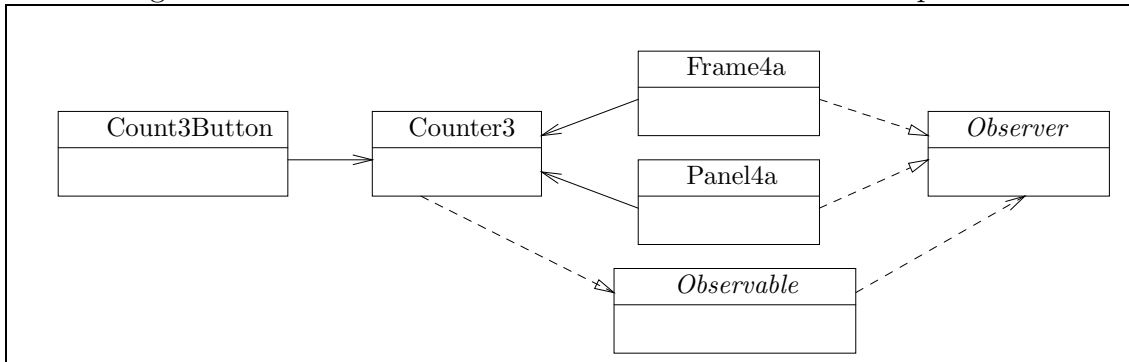 Frame4a
Count3Button
Counter3
Observer
Panel4a
Observable